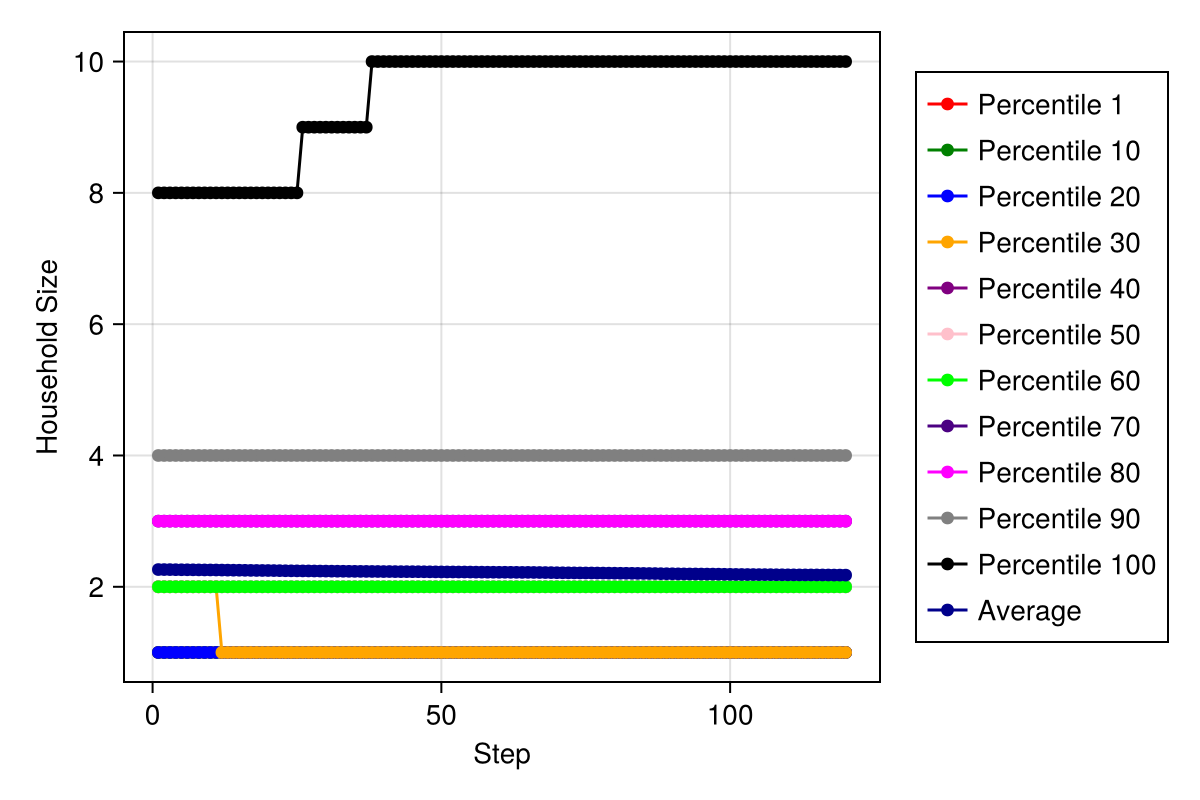 10
8
6
4
2
0
50
100
Household Size
Step
Percentile 1
Percentile 10
Percentile 20
Percentile 30
Percentile 40
Percentile 50
Percentile 60
Percentile 70
Percentile 80
Percentile 90
Percentile 100
Average